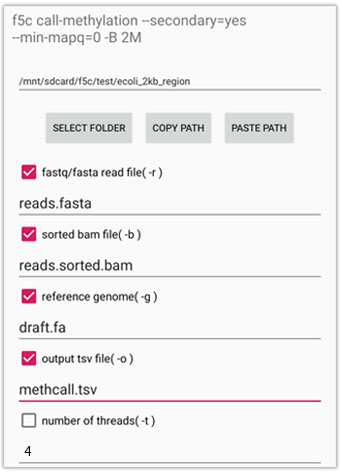 f5c call-methylation --secondary=yes
--min-mapq=0 -B 2M
/mnt/sdcard/f5c/test/ecoli_2kb_region
SELECT FOLDER COPY PATH PASTE PATH
fastq/fasta read file( -r )
reads.fasta
sorted bam file( -b )
reads.sorted.bam
reference genome( -g )
draft.fa
output tsv file( -o )
methcall.tsv
number of threads( -t )
4